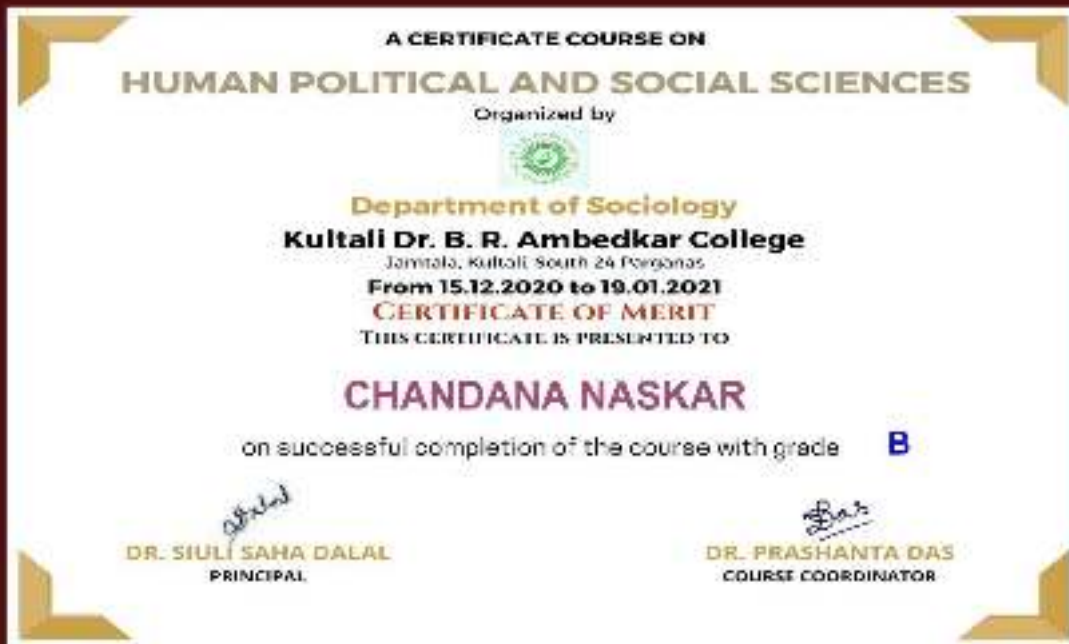 A CERTIFICATE COURSE ON
HUMAN POLITICAL AND SOCIAL SCIENCES
Organized by
Department of Sociology
Kultali Dr. B. R. Ambedkar College
Jamtala, Kultali South 24 Parganas
From 15.12.2020 to 19.01.2021
CERTIFICATE OF MERIT
THIS CERTIFICATE IS PRESENTED TO
CHANDANA NASKAR
on successful completion of the course with grade B
DR. SIULI SAHA DALAL
PRINCIPAL
Das
DR. PRASHANTA DAS
COURSE COORDINATOR